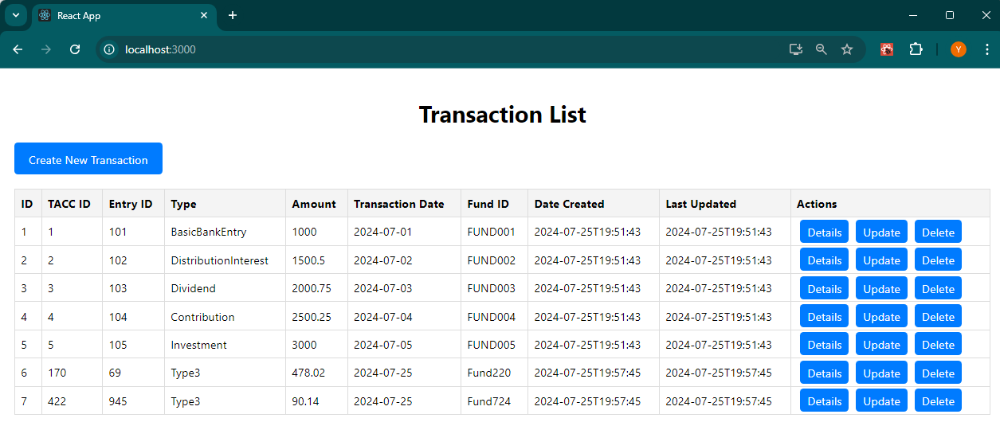 React App
localhost:3000
Y
Transaction List
Create New Transaction
ID TACC ID Entry ID Type Amount Transaction Date Fund ID Date Created Last Updated Actions
1 1 101 BasicBankEntry 1000 2024-07-01 FUND001 2024-07-25T19:51:43 2024-07-25T19:51:43 Details Update Delete
2 2 102 DistributionInterest 1500.5 2024-07-02 FUND002 2024-07-25T19:51:43 2024-07-25T19:51:43 Details Update Delete
3 3 103 Dividend 2000.75 2024-07-03 FUND003 2024-07-25T19:51:43 2024-07-25T19:51:43 Details Update Delete
4 4 104 Contribution 2500.25 2024-07-04 FUND004 2024-07-25T19:51:43 2024-07-25T19:51:43 Details Update Delete
5 5 105 Investment 3000 2024-07-05 FUND005 2024-07-25T19:51:43 2024-07-25T19:51:43 Details Update Delete
6 170 69 Type3 478.02 2024-07-25 Fund220 2024-07-25T19:57:45 2024-07-25T19:57:45 Details Update Delete
7 422 945 Type3 90.14 2024-07-25 Fund724 2024-07-25T19:57:45 2024-07-25T19:57:45 Details Update Delete